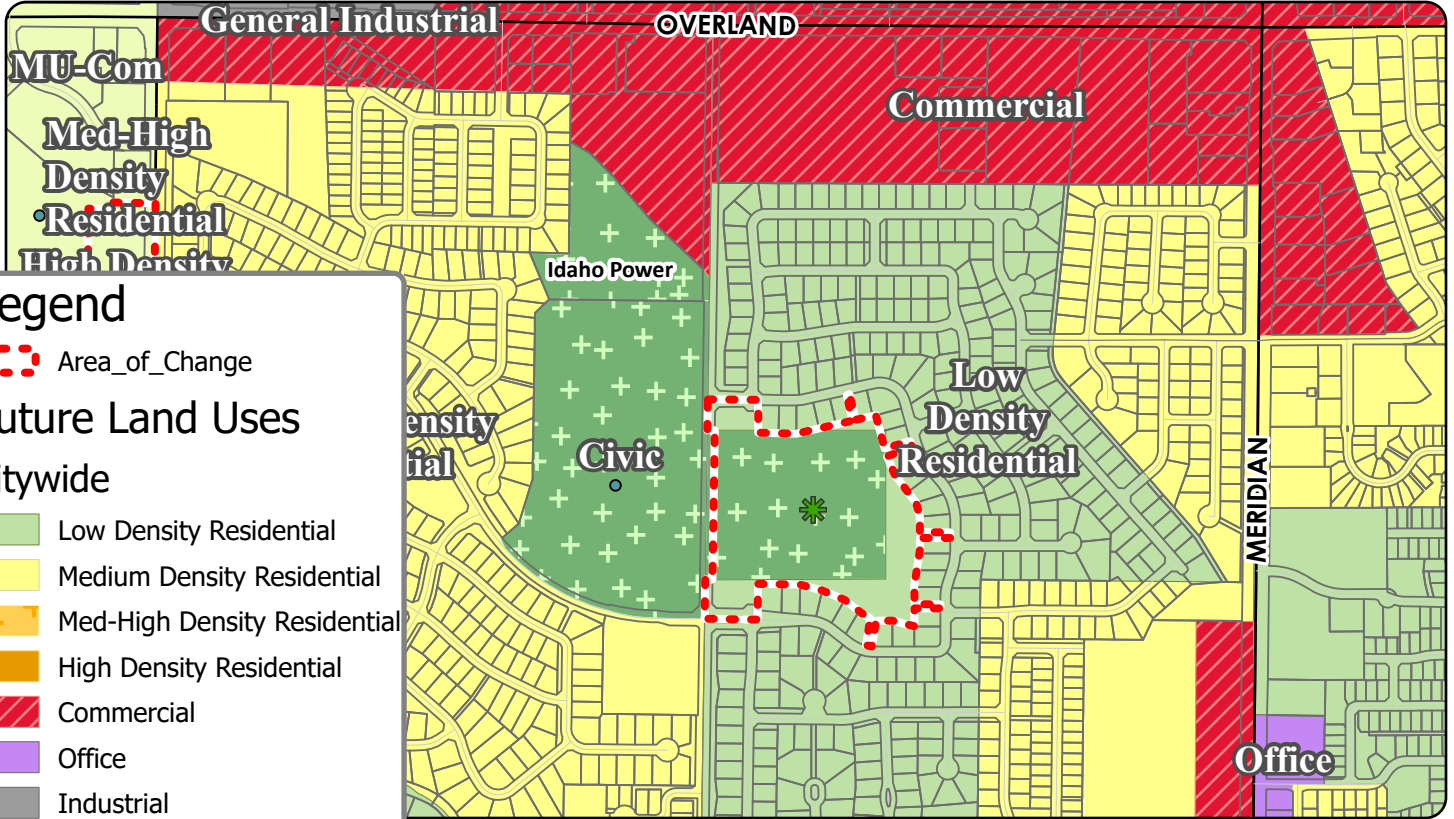 General Industrial
OVERLAND
MU-Com
Commercial
Med-High
Density
Residential
High Density
Idaho Power
Low
Density
Residential
Civic
ensity
tial
MERIDIAN
Office
egend
Area_of_Change
uture Land Uses
itywide
Low Density Residential
Medium Density Residential
Med-High Density Residential
High Density Residential
Commercial
Office
Industrial